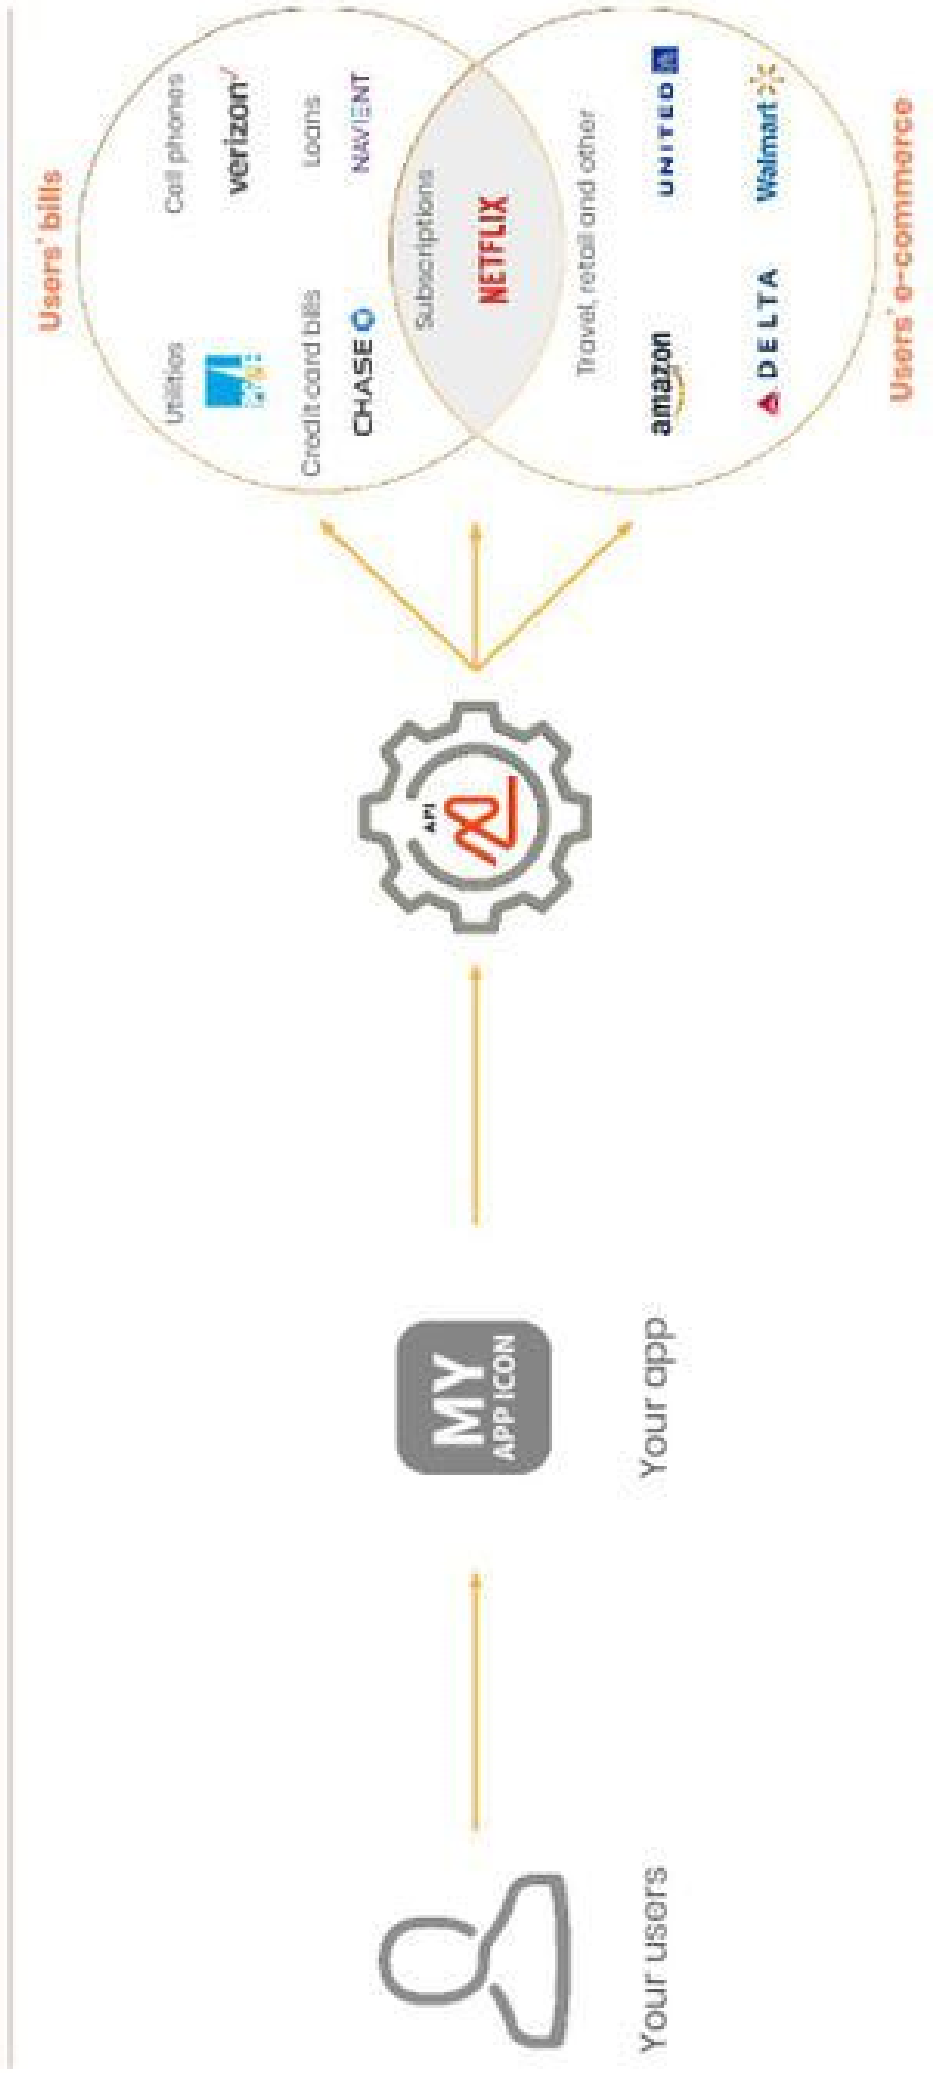 Users' bills
Utilities
Cell phones
verizon
Credit card bills
Loans
CHASE
NAVIENT
Subscriptions
NETFLIX
Travel, retail and other
amazon
UNITED
DELTA
Walmart
Users' e-commerce
API
MY
APP ICON
Your users
Your app